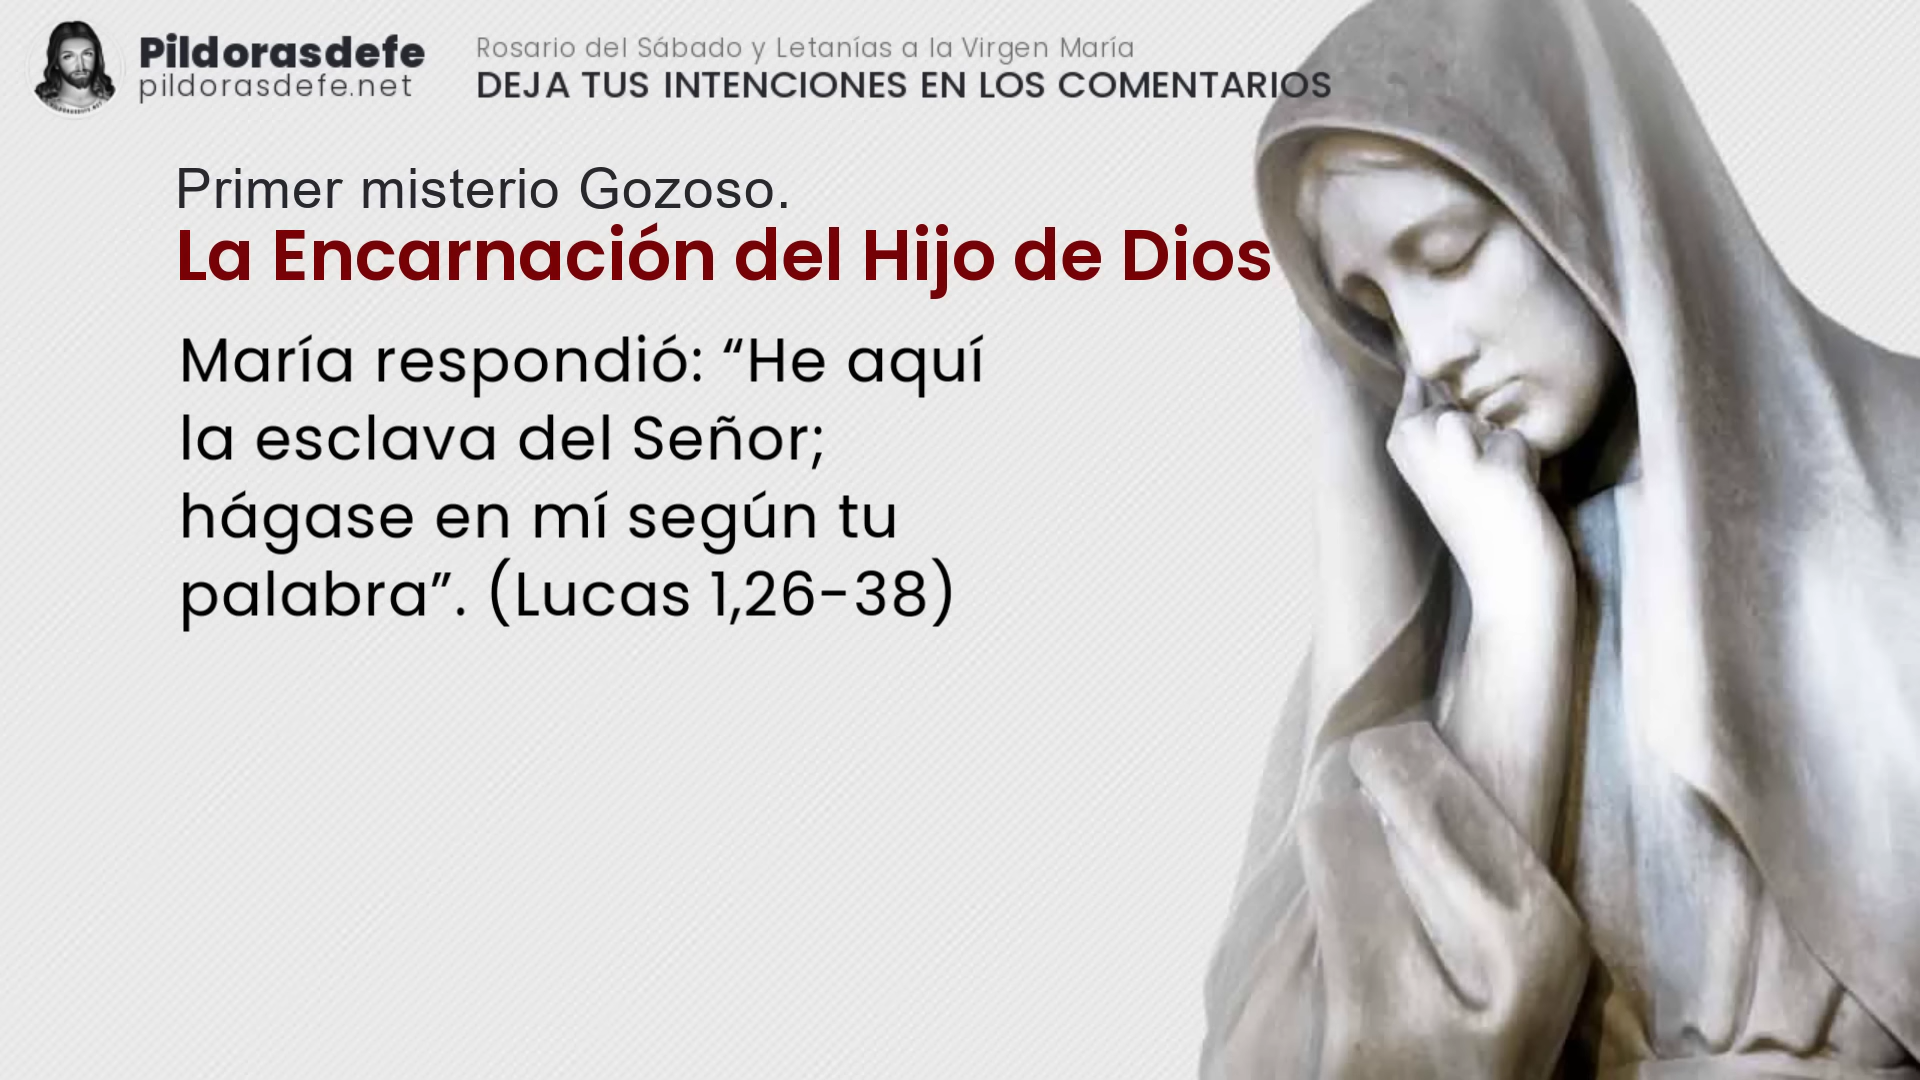 Pildorasdefe
pildorasdefe.net
Rosario del Sábado y Letanías a la Virgen María
DEJA TUS INTENCIONES EN LOS COMENTARIOS
Primer misterio Gozoso.
La Encarnación del Hijo de Dios
María respondió: “He aquí
la esclava del Señor;
hágase en mí según tu
palabra”. (Lucas 1,26-38)